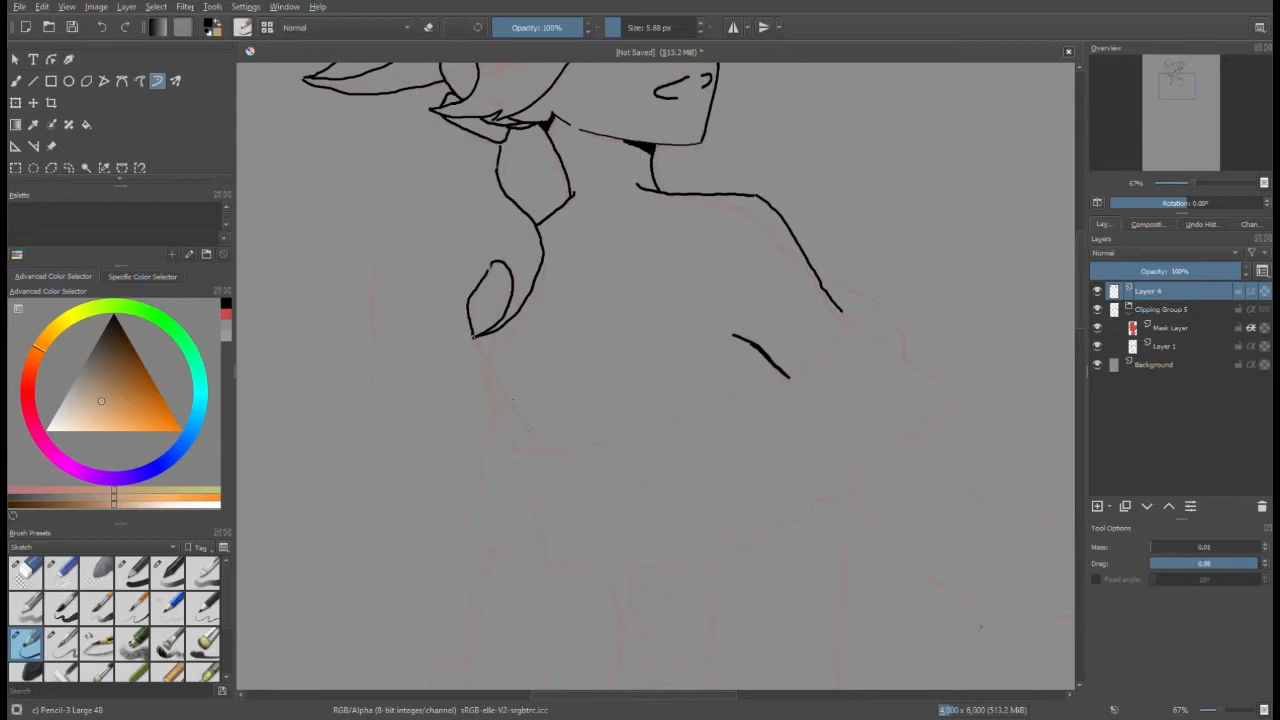 File Edit View Image Layer Select Filter Tools Settings Window Help
Normal
Opacity: 100%
Size: 5.88 px
[Not Saved] (513.2 MiB) *
Palette
Advanced Color Selector Specific Color Selector
Advanced Color Selector
Brush Presets
Sketch
Tag
Search
c) Pencil-3 Large 4B
RGB/Alpha (8-bit integer/channel) sRGB-elle-V2-srgbtrc.icc
4,000 x 6,000 (513.2 MiB)
67%
Overview
67%
Rotation: 0.00°
Lay... Composit... Undo Hist... Chan...
Layers
Normal
Opacity: 100%
Layer 4
Clipping Group 5
Mask Layer
Layer 1
Background
Tool Options
Mass: 0.01
Drag: 0.98
Fixed angle: 20°